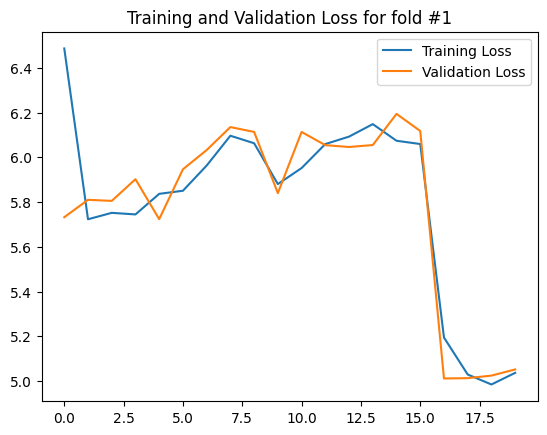 Training and Validation Loss for fold #1
Training Loss
Validation Loss
6.4
6.2
6.0
5.8
5.6
5.4
5.2
5.0
0.0 2.5 5.0 7.5 10.0 12.5 15.0 17.5